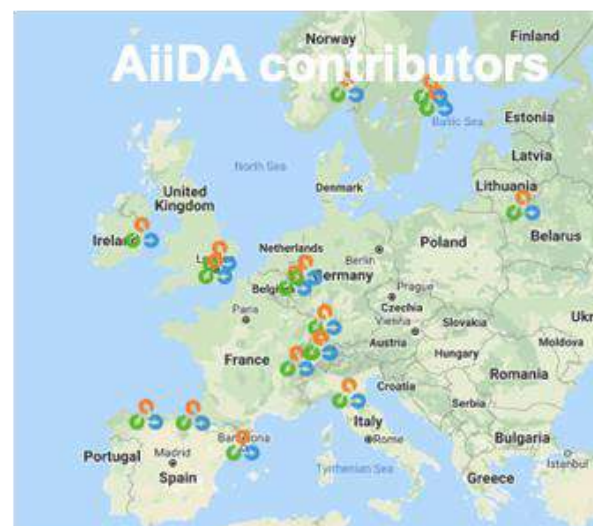 Norway
Finland
AiiDA contributors
Baltic Sea
Estonia
Latvia
North Sea
Denmark
Lithuania
United
Kingdom
Ireland
Belarus
Netherlands
Berlin
Poland
Germany
Belgium
Prague
Czechia
Paris
Vienna
Slovakia
Ukr
Austria
Moldova
Hungary
France
Romania
Croatia
Serbia
Italy
Barcelona
Rome
Bulgaria
Portugal
Madrid
Istanbul
Spain
Tyrrhenian Sea
Greece